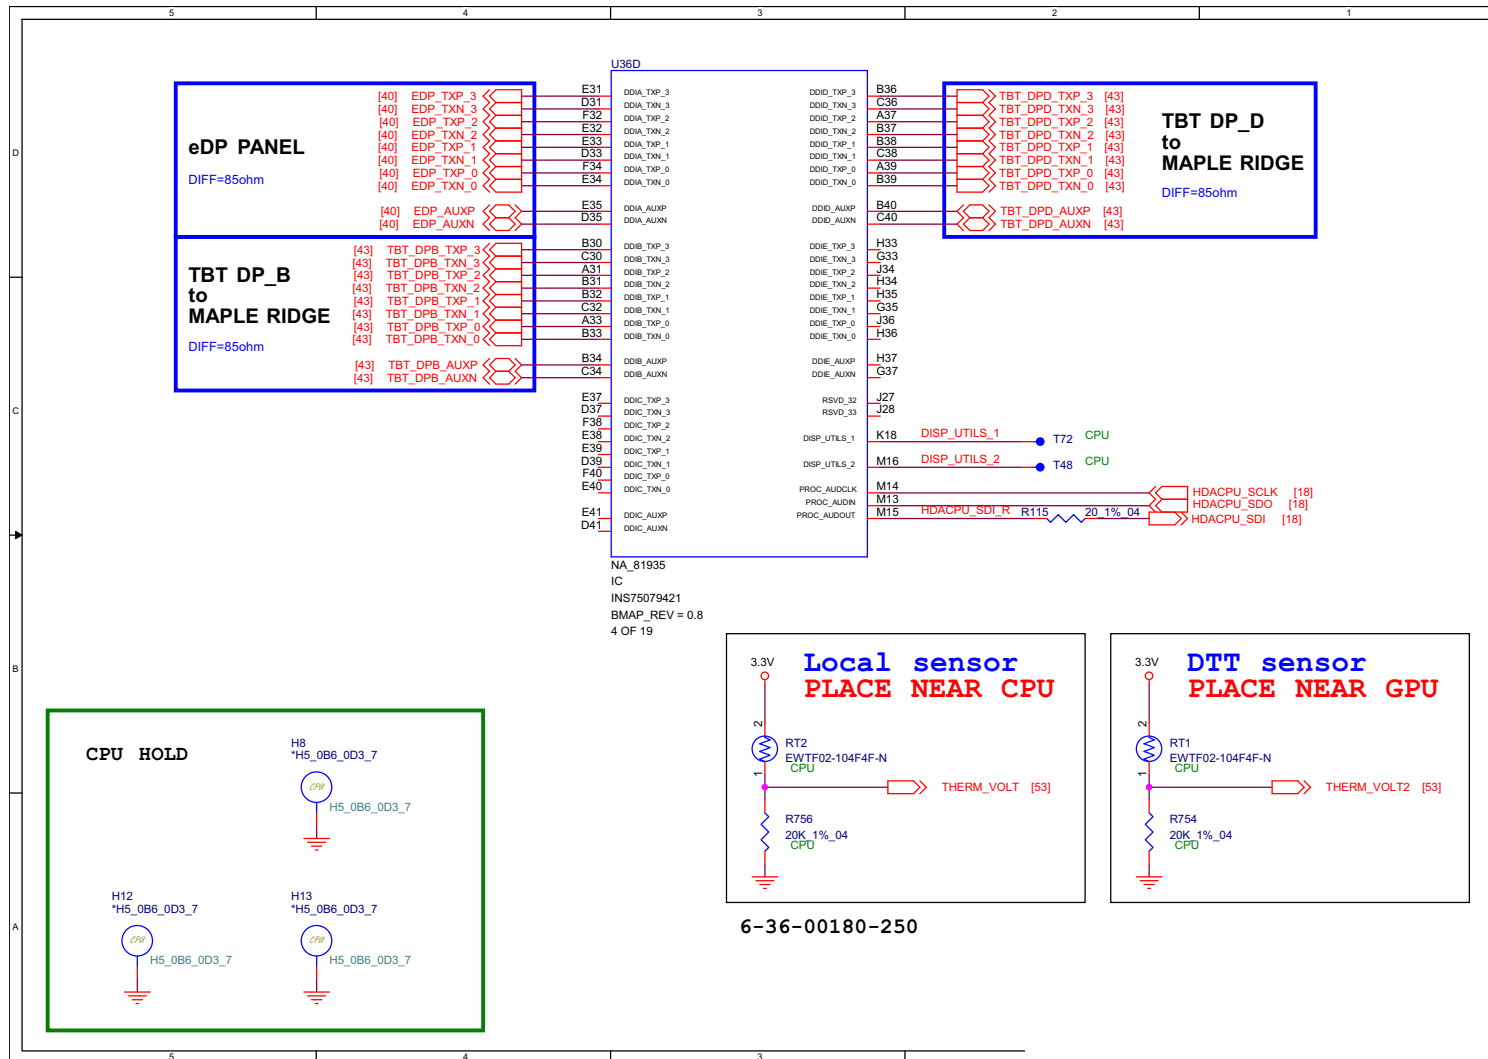 5 4 3 2 1
D
C
B
A
U36D
eDP PANEL
DIFF=85ohm
[40] EDP_TXP_3 E31 DDIA_TXP_3
[40] EDP_TXN_3 D31 DDIA_TXN_3
[40] EDP_TXP_2 F32 DDIA_TXP_2
[40] EDP_TXN_2 E32 DDIA_TXN_2
[40] EDP_TXP_1 E33 DDIA_TXP_1
[40] EDP_TXN_1 D33 DDIA_TXN_1
[40] EDP_TXP_0 F34 DDIA_TXP_0
[40] EDP_TXN_0 E34 DDIA_TXN_0
[40] EDP_AUXP E35 DDIA_AUXP
[40] EDP_AUXN D35 DDIA_AUXN
TBT DP_B
to
MAPLE RIDGE
DIFF=85ohm
[43] TBT_DPB_TXP_3 B30 DDIB_TXP_3
[43] TBT_DPB_TXN_3 C30 DDIB_TXN_3
[43] TBT_DPB_TXP_2 A31 DDIB_TXP_2
[43] TBT_DPB_TXN_2 B31 DDIB_TXN_2
[43] TBT_DPB_TXP_1 B32 DDIB_TXP_1
[43] TBT_DPB_TXN_1 C32 DDIB_TXN_1
[43] TBT_DPB_TXP_0 A33 DDIB_TXP_0
[43] TBT_DPB_TXN_0 B33 DDIB_TXN_0
[43] TBT_DPB_AUXP B34 DDIB_AUXP
[43] TBT_DPB_AUXN C34 DDIB_AUXN
E37 DDIC_TXP_3
D37 DDIC_TXN_3
F38 DDIC_TXP_2
E38 DDIC_TXN_2
E39 DDIC_TXP_1
D39 DDIC_TXN_1
F40 DDIC_TXP_0
E40 DDIC_TXN_0
E41 DDIC_AUXP
D41 DDIC_AUXN
DDID_TXP_3 B36 TBT_DPD_TXP_3 [43]
DDID_TXN_3 C36 TBT_DPD_TXN_3 [43]
DDID_TXP_2 A37 TBT_DPD_TXP_2 [43]
DDID_TXN_2 B37 TBT_DPD_TXN_2 [43]
DDID_TXP_1 B38 TBT_DPD_TXP_1 [43]
DDID_TXN_1 C38 TBT_DPD_TXN_1 [43]
DDID_TXP_0 A39 TBT_DPD_TXP_0 [43]
DDID_TXN_0 B39 TBT_DPD_TXN_0 [43]
DDID_AUXP B40 TBT_DPD_AUXP [43]
DDID_AUXN C40 TBT_DPD_AUXN [43]
TBT DP_D
to
MAPLE RIDGE
DIFF=85ohm
DDIE_TXP_3 H33
DDIE_TXN_3 G33
DDIE_TXP_2 J34
DDIE_TXN_2 H34
DDIE_TXP_1 H35
DDIE_TXN_1 G35
DDIE_TXP_0 J36
DDIE_TXN_0 H36
DDIE_AUXP H37
DDIE_AUXN G37
RSVD_32 J27
RSVD_33 J28
DISP_UTILS_1 K18 DISP_UTILS_1 T72 CPU
DISP_UTILS_2 M16 DISP_UTILS_2 T48 CPU
PROC_AUDCLK M14 HDACPU_SCLK [18]
PROC_AUDIN M13 HDACPU_SDO [18]
PROC_AUDOUT M15 HDACPU_SDI_R R115 20_1%_04 HDACPU_SDI [18]
NA_81935
IC
INS75079421
BMAP_REV = 0.8
4 OF 19
3.3V
Local sensor
PLACE NEAR CPU
2
RT2
EWTF02-104F4F-N
CPU
1
THERM_VOLT [53]
R756
20K_1%_04
CPU
3.3V
DTT sensor
PLACE NEAR GPU
2
RT1
EWTF02-104F4F-N
CPU
1
THERM_VOLT2 [53]
R754
20K_1%_04
CPU
6-36-00180-250
CPU HOLD
H8
*H5_0B6_0D3_7
CPU
H5_0B6_0D3_7
H12
*H5_0B6_0D3_7
CPU
H5_0B6_0D3_7
H13
*H5_0B6_0D3_7
CPU
H5_0B6_0D3_7
5 4 3